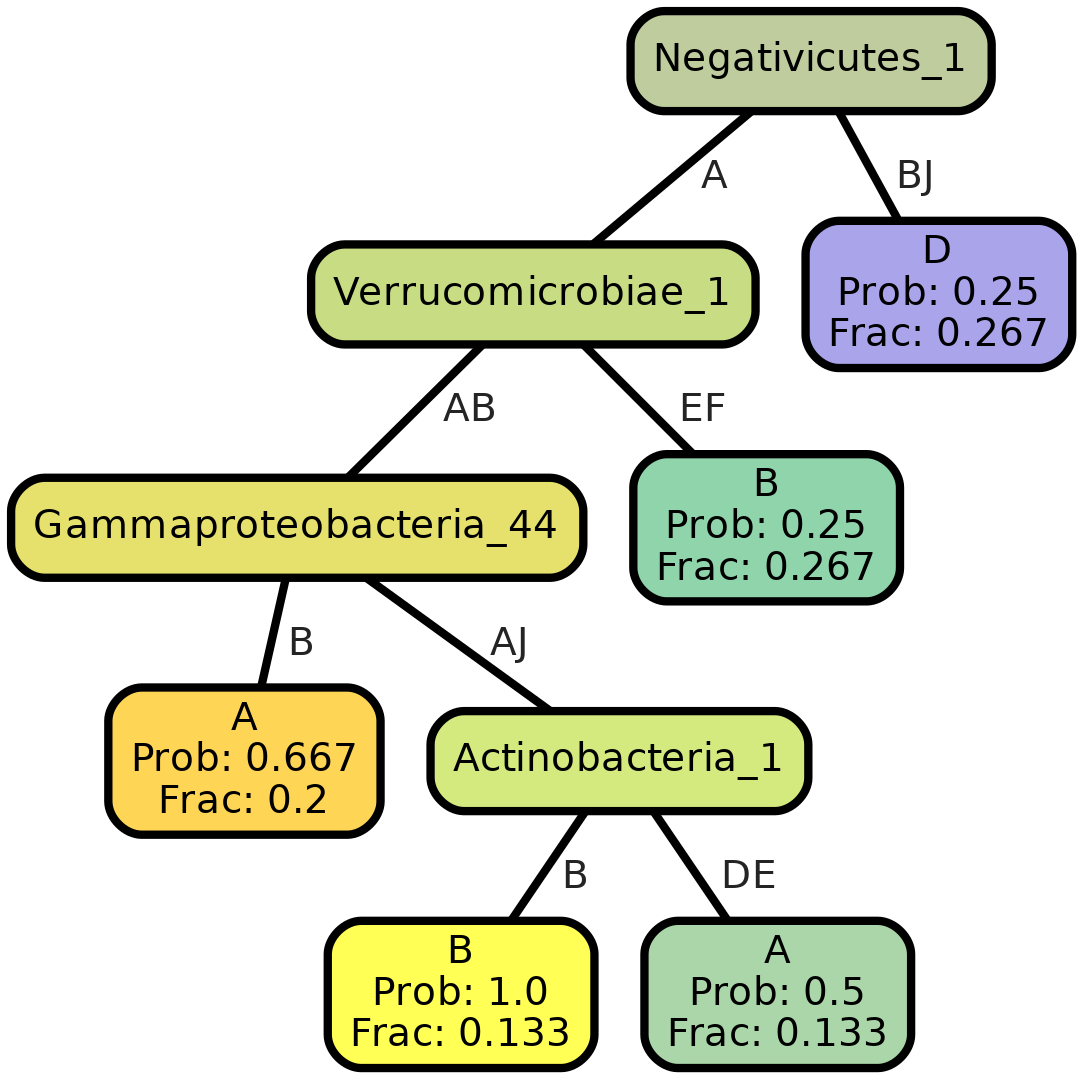 Negativicutes_1
A
BJ
D
Prob: 0.25
Frac: 0.267
Verrucomicrobiae_1
AB
EF
B
Prob: 0.25
Frac: 0.267
Gammaproteobacteria_44
B
AJ
A
Prob: 0.667
Frac: 0.2
Actinobacteria_1
B
DE
B
Prob: 1.0
Frac: 0.133
A
Prob: 0.5
Frac: 0.133